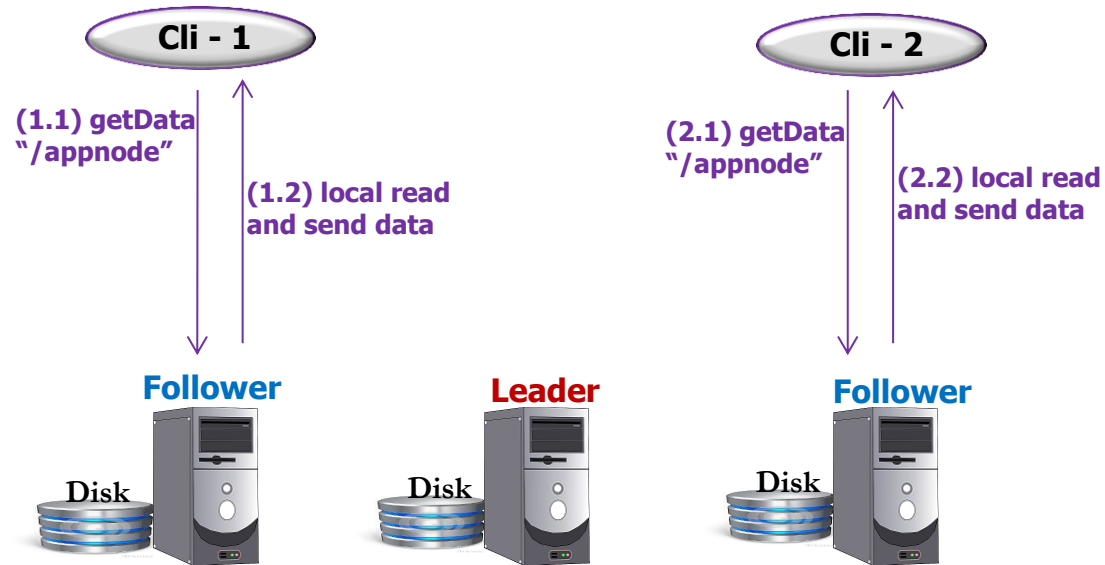 Cli - 1
Cli - 2
(1.1) getData
“/appnode”
(1.2) local read
and send data
(2.1) getData
“/appnode”
(2.2) local read
and send data
Follower
Leader
Follower
Disk
Disk
Disk